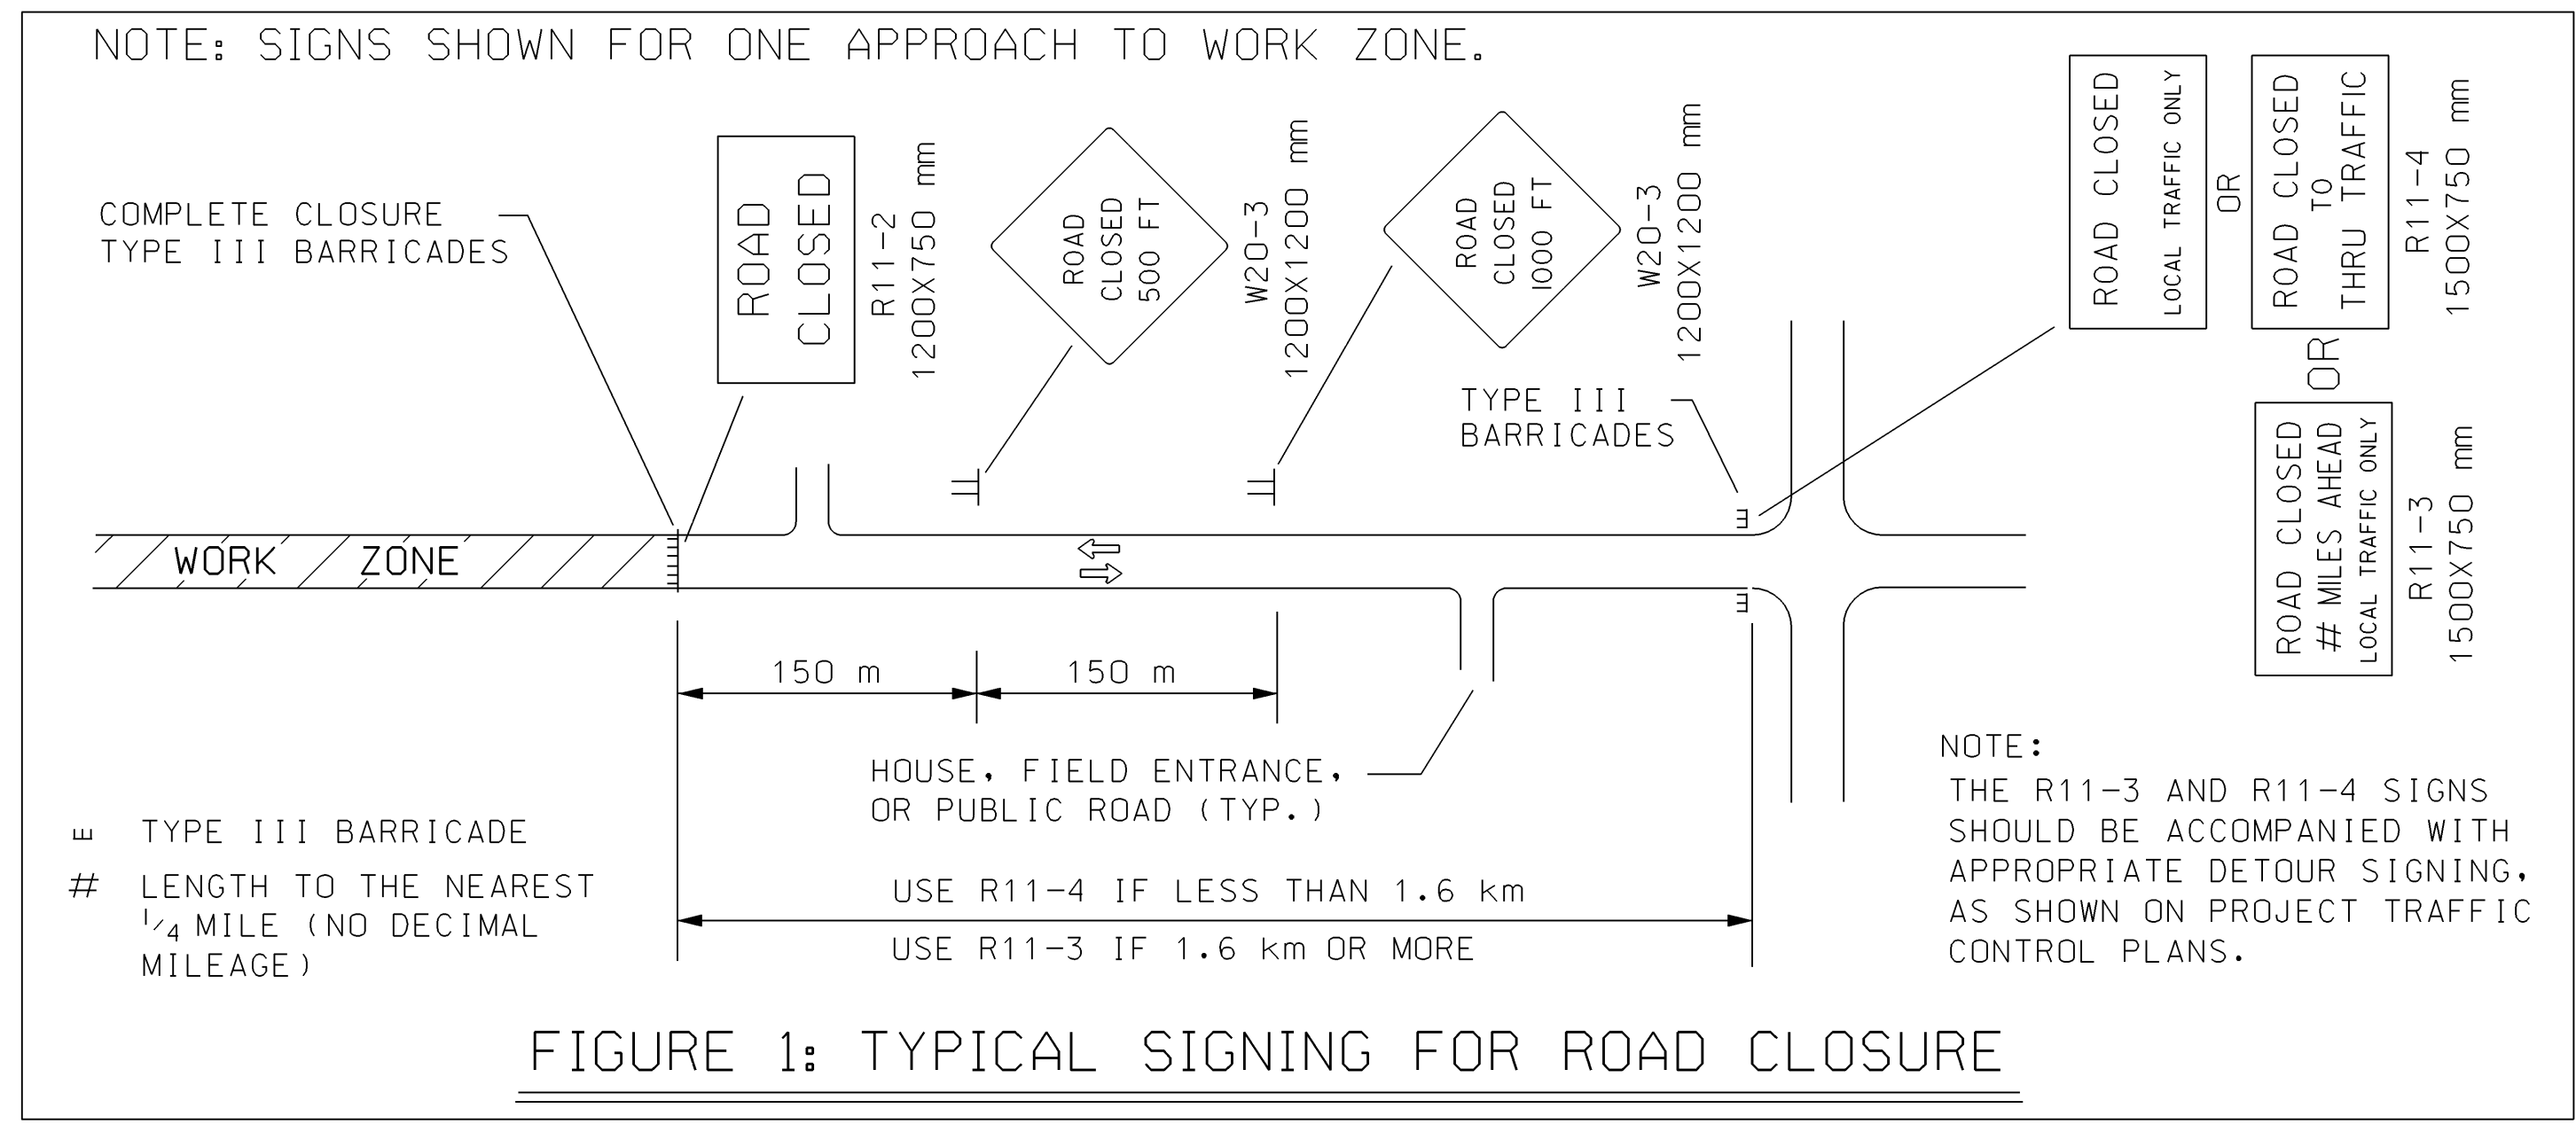 NOTE: SIGNS SHOWN FOR ONE APPROACH TO WORK ZONE.
COMPLETE CLOSURE
TYPE III BARRICADES
ROAD
CLOSED
R11-2
1200X750 mm
ROAD
CLOSED
500 FT
W20-3
1200X1200 mm
ROAD
CLOSED
1000 FT
W20-3
1200X1200 mm
TYPE III
BARRICADES
ROAD CLOSED
LOCAL TRAFFIC ONLY
OR
ROAD CLOSED
TO
THRU TRAFFIC
R11-4
1500X750 mm
OR
ROAD CLOSED
# MILES AHEAD
LOCAL TRAFFIC ONLY
R11-3
1500X750 mm
WORK ZONE
150 m
150 m
HOUSE, FIELD ENTRANCE,
OR PUBLIC ROAD (TYP.)
E TYPE III BARRICADE
# LENGTH TO THE NEAREST
1/4 MILE (NO DECIMAL
MILEAGE)
USE R11-4 IF LESS THAN 1.6 km
USE R11-3 IF 1.6 km OR MORE
NOTE:
THE R11-3 AND R11-4 SIGNS
SHOULD BE ACCOMPANIED WITH
APPROPRIATE DETOUR SIGNING,
AS SHOWN ON PROJECT TRAFFIC
CONTROL PLANS.
FIGURE 1: TYPICAL SIGNING FOR ROAD CLOSURE